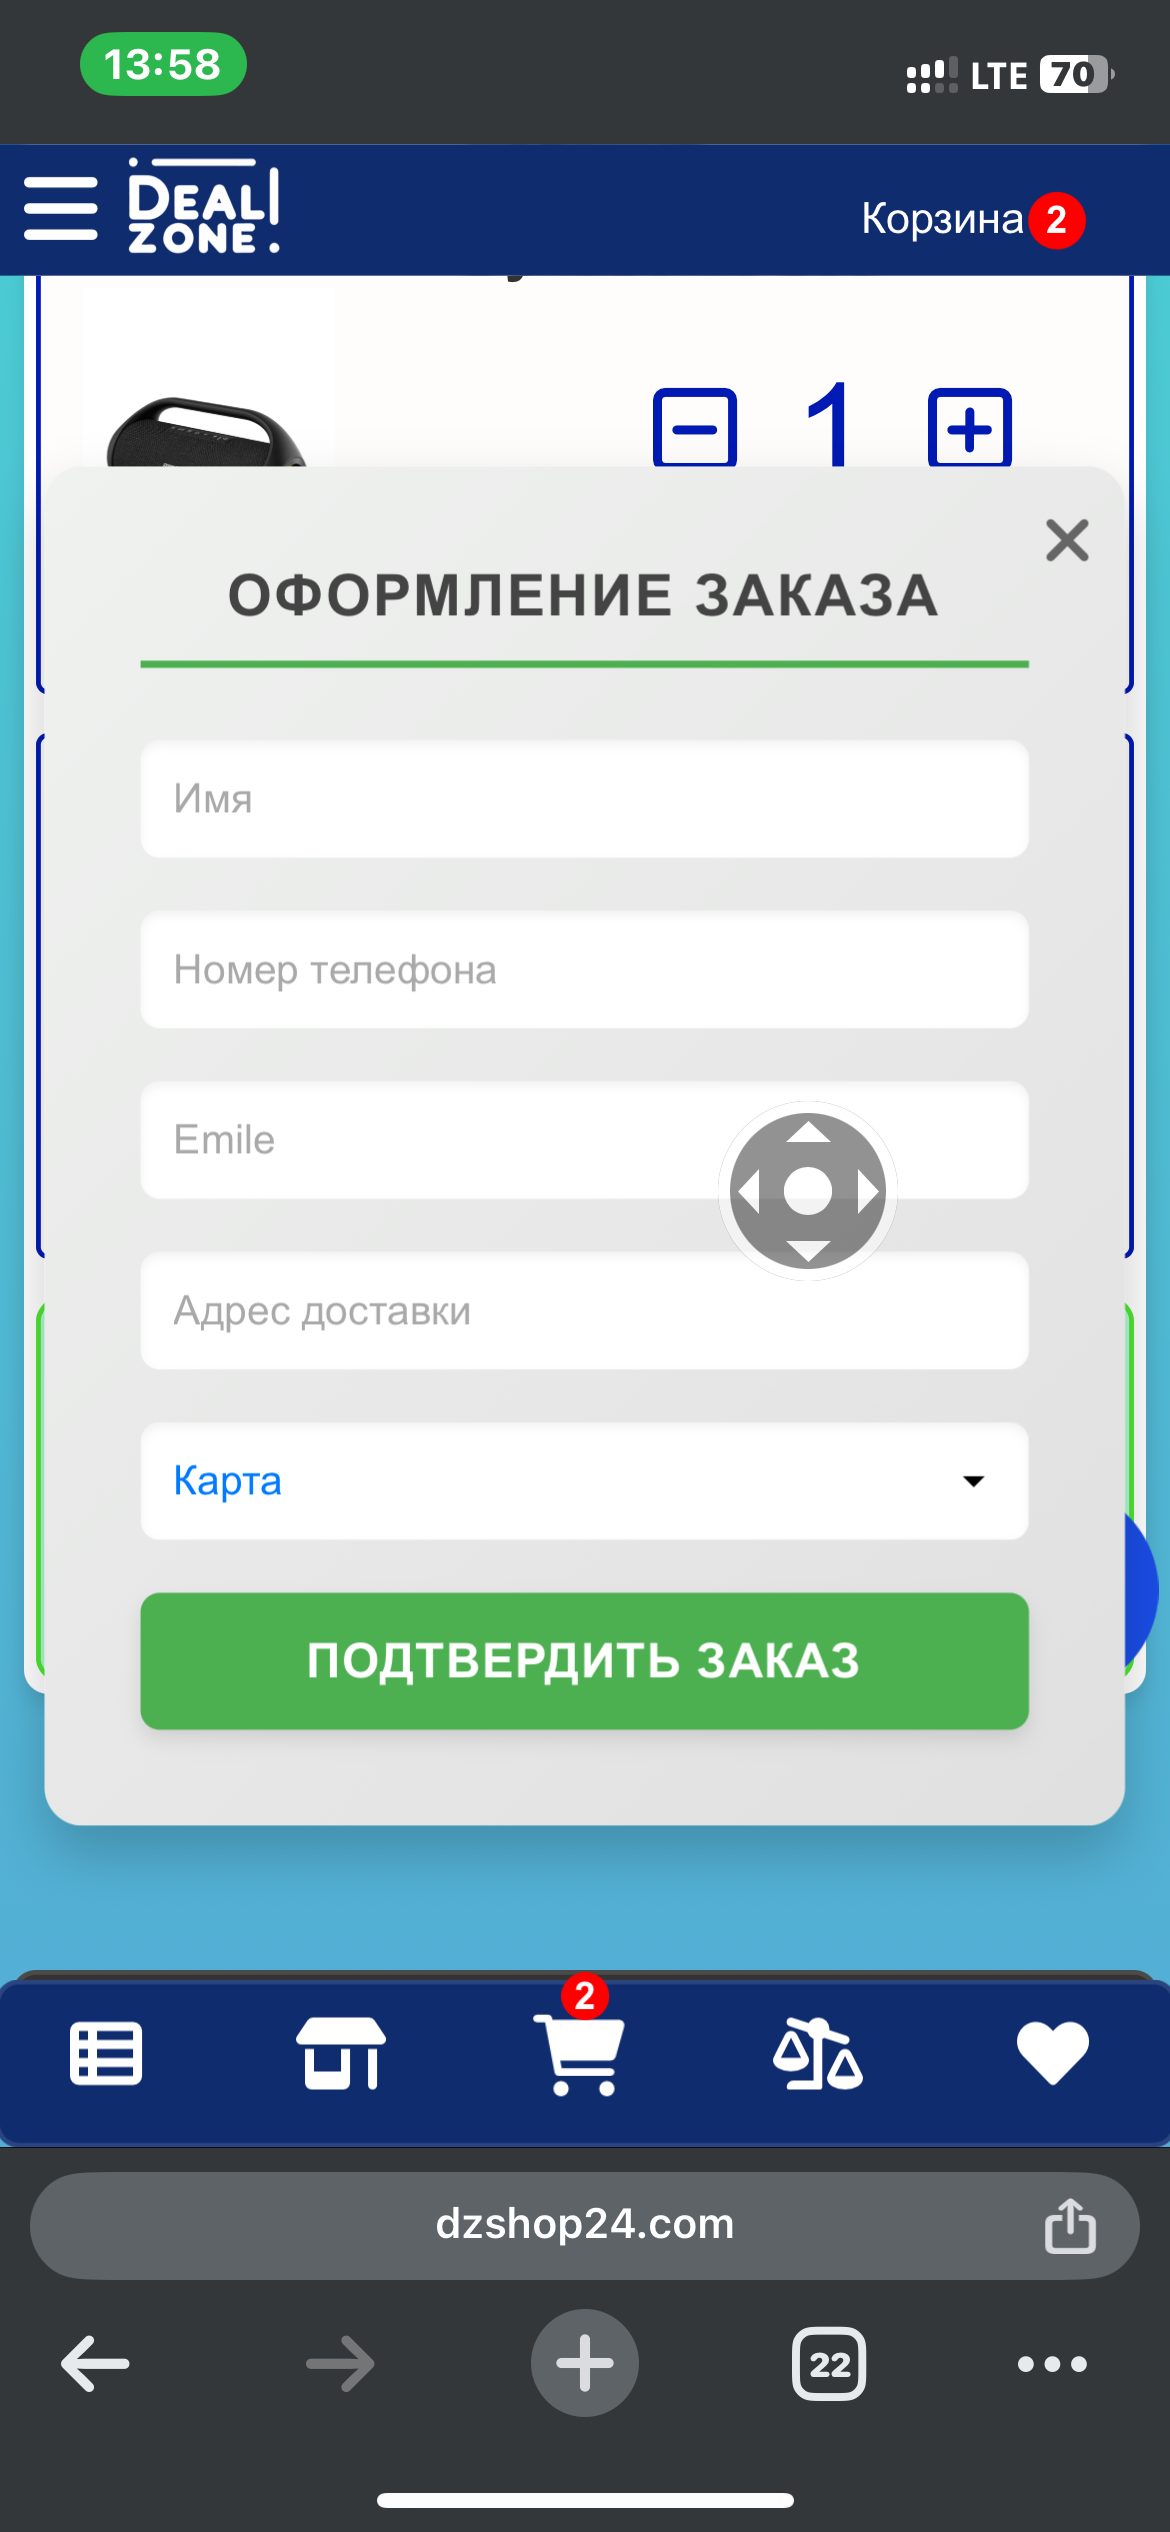 13:58
LTE 70
DEAL
ZONE!
Корзина 2
1
ОФОРМЛЕНИЕ ЗАКАЗА
Имя
Номер телефона
Emile
Адрес доставки
Карта
ПОДТВЕРДИТЬ ЗАКАЗ
2
dzshop24.com
22